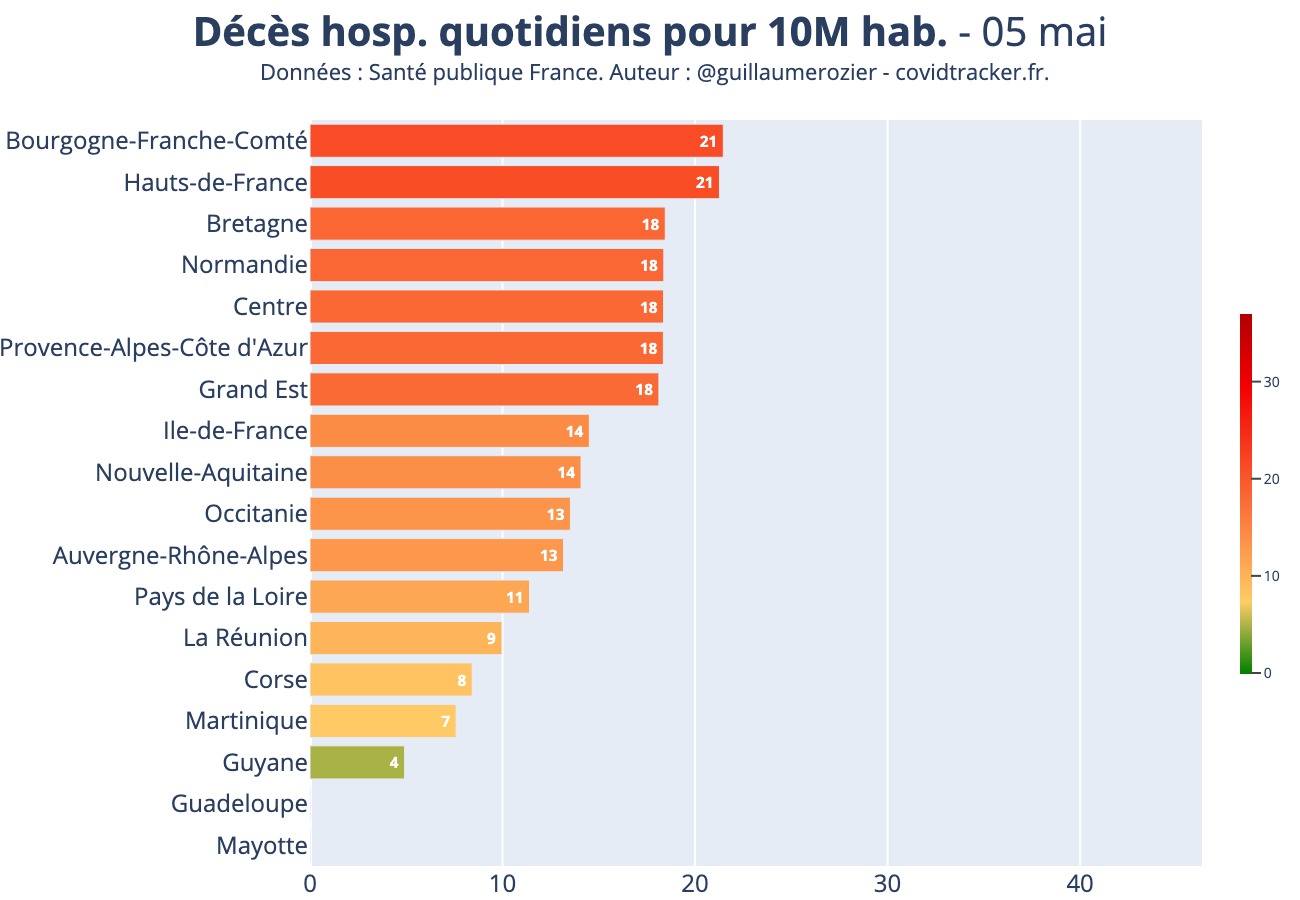 Décès hosp. quotidiens pour 10M hab. - 05 mai
Données : Santé publique France. Auteur : @guillaumerozier - covidtracker.fr.
Bourgogne-Franche-Comté 21
Hauts-de-France 21
Bretagne 18
Normandie 18
Centre 18
Provence-Alpes-Côte d'Azur 18
Grand Est 18
Ile-de-France 14
Nouvelle-Aquitaine 14
Occitanie 13
Auvergne-Rhône-Alpes 13
Pays de la Loire 11
La Réunion 9
Corse 8
Martinique 7
Guyane 4
Guadeloupe
Mayotte
0 10 20 30 40
30
20
10
0